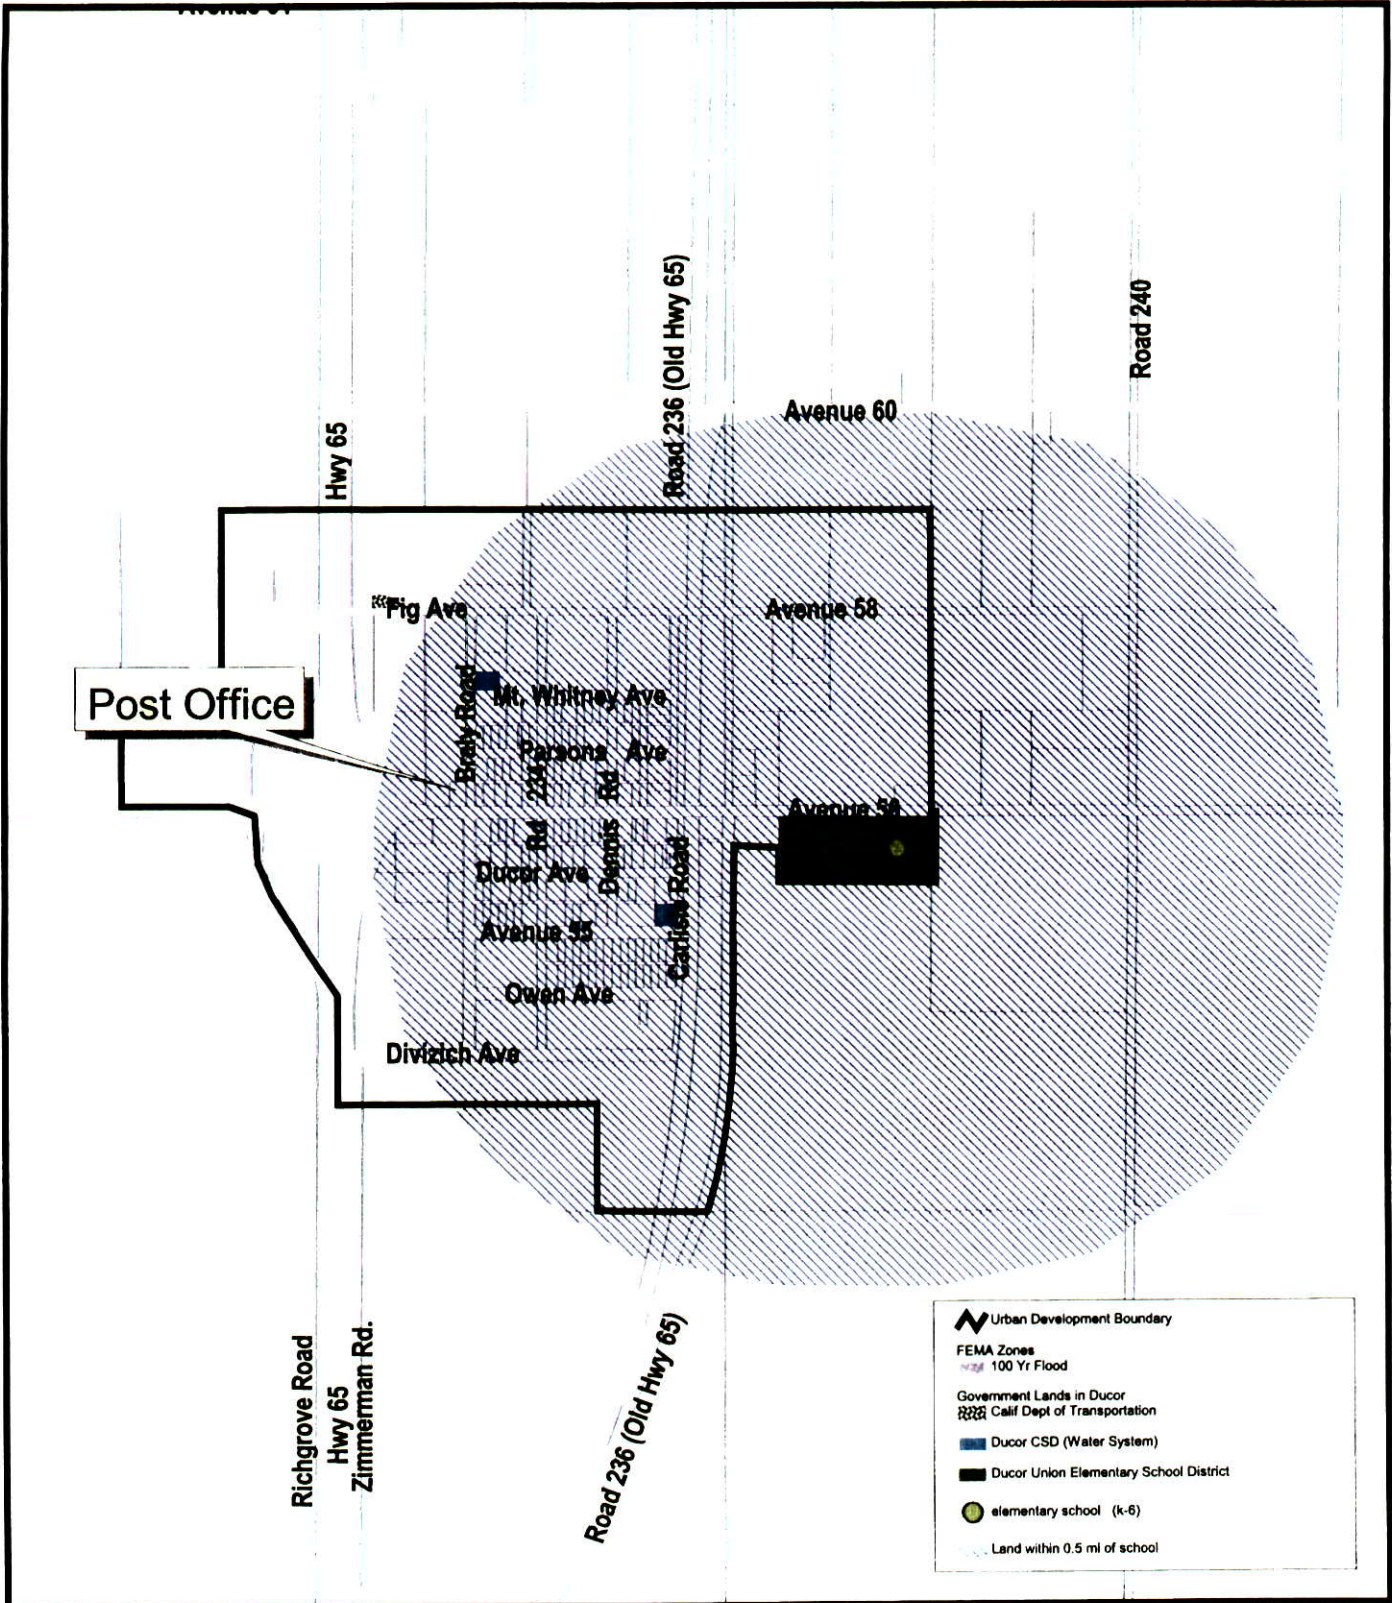 Road 236 (Old Hwy 65)
Road 240
Avenue 60
Hwy 65
Fig Ave
Avenue 58
Post Office
Braly Road
Mt. Whitney Ave
Parsons Ave
Rd 234
Dennis Rd
Avenue 56
Ducor Ave
Carlisle Road
Avenue 55
Owen Ave
Divizich Ave
Richgrove Road
Hwy 65
Zimmerman Rd.
Road 236 (Old Hwy 65)
Urban Development Boundary
FEMA Zones
100 Yr Flood
Government Lands in Ducor
Calif Dept of Transportation
Ducor CSD (Water System)
Ducor Union Elementary School District
elementary school (k-6)
Land within 0.5 mi of school